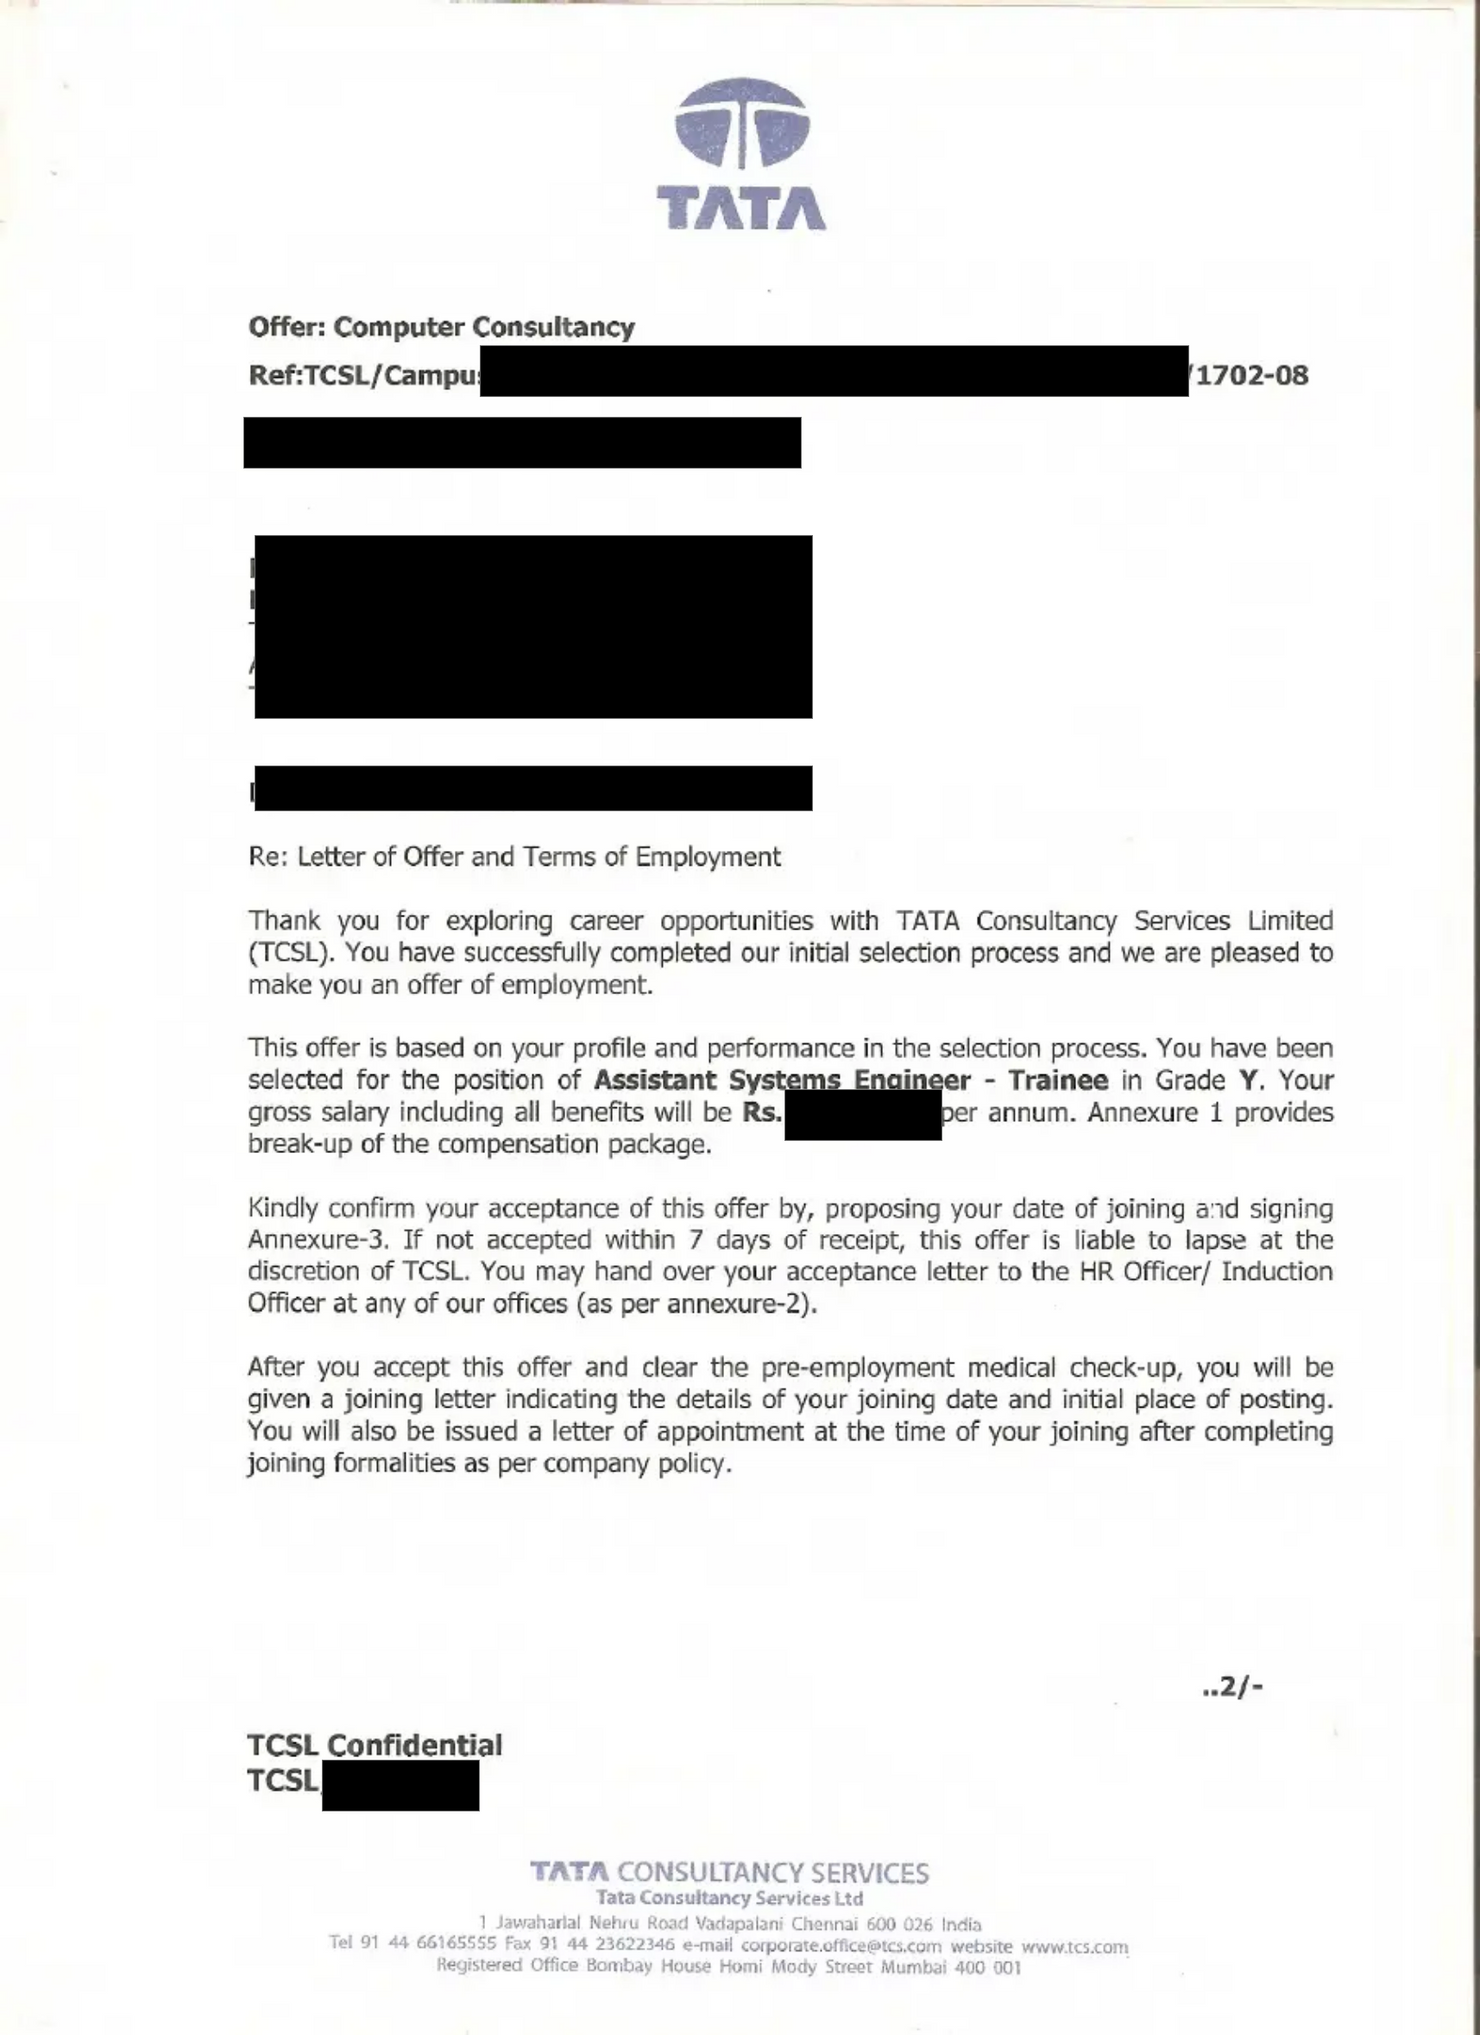 TATA
Offer: Computer Consultancy
Ref:TCSL/Campu /1702-08
Re: Letter of Offer and Terms of Employment
Thank you for exploring career opportunities with TATA Consultancy Services Limited
(TCSL). You have successfully completed our initial selection process and we are pleased to
make you an offer of employment.
This offer is based on your profile and performance in the selection process. You have been
selected for the position of Assistant Systems Engineer - Trainee in Grade Y. Your
gross salary including all benefits will be Rs. per annum. Annexure 1 provides
break-up of the compensation package.
Kindly confirm your acceptance of this offer by, proposing your date of joining and signing
Annexure-3. If not accepted within 7 days of receipt, this offer is liable to lapse at the
discretion of TCSL. You may hand over your acceptance letter to the HR Officer/ Induction
Officer at any of our offices (as per annexure-2).
After you accept this offer and clear the pre-employment medical check-up, you will be
given a joining letter indicating the details of your joining date and initial place of posting.
You will also be issued a letter of appointment at the time of your joining after completing
joining formalities as per company policy.
..2/-
TCSL Confidential
TCSL
TATA CONSULTANCY SERVICES
Tata Consultancy Services Ltd
1 Jawaharlal Nehru Road Vadapalani Chennai 600 026 India
Tel 91 44 66165555 Fax 91 44 23622346 e-mail corporate.office@tcs.com website www.tcs.com
Registered Office Bombay House Homi Mody Street Mumbai 400 001